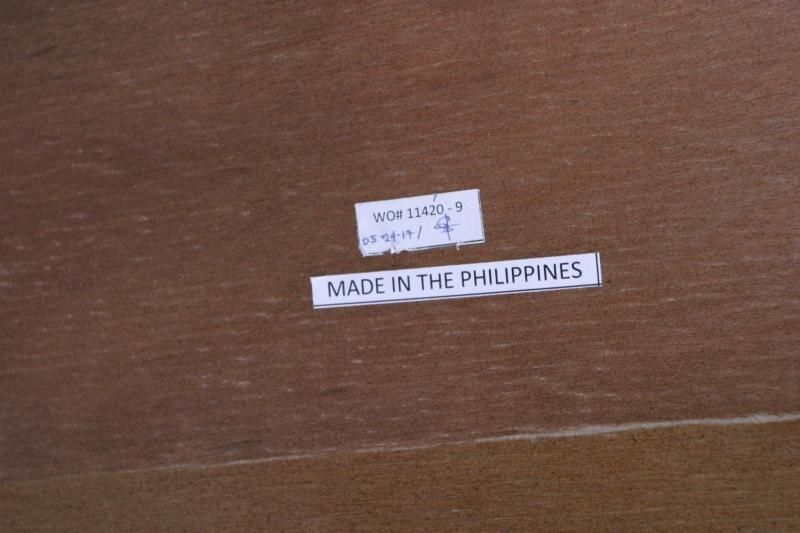 WO# 11420 - 9
05-24-17 /
MADE IN THE PHILIPPINES